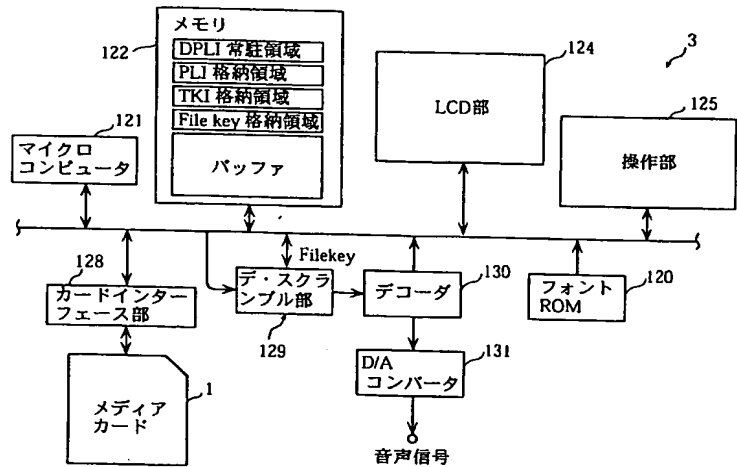 メモリ
122
DPLI 常駐領域
PLI 格納領域
TKI 格納領域
File key 格納領域
バッファ
124
LCD部
3
125
操作部
121
マイクロ
コンピュータ
128
カードインター
フェース部
Filekey
デ・スクラ
ンブル部
129
130
デコーダ
フォント
ROM
120
131
D/A
コンバータ
1
メディア
カード
音声信号